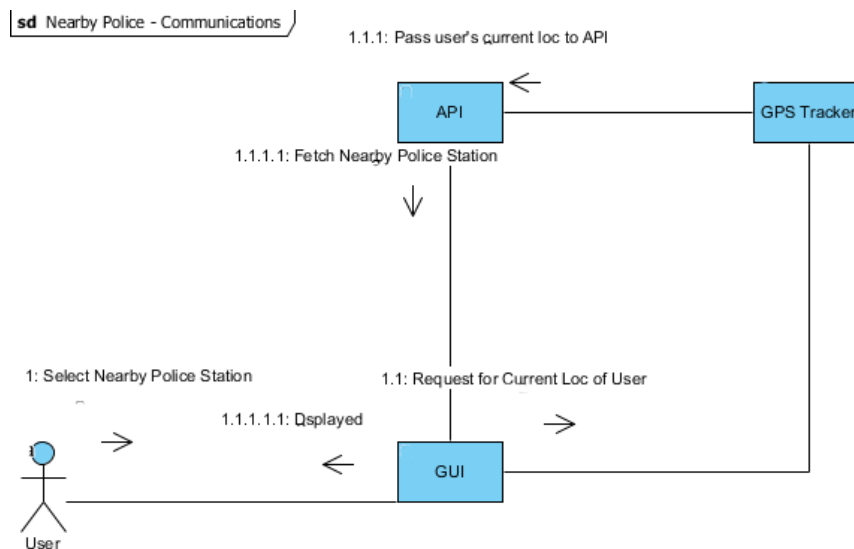 sd Nearby Police - Communications
1.1.1: Pass user's current loc to API
API
GPS Tracker
1.1.1.1: Fetch Nearby Police Station
1: Select Nearby Police Station
1.1: Request for Current Loc of User
1.1.1.1.1: Dsplayed
GUI
User